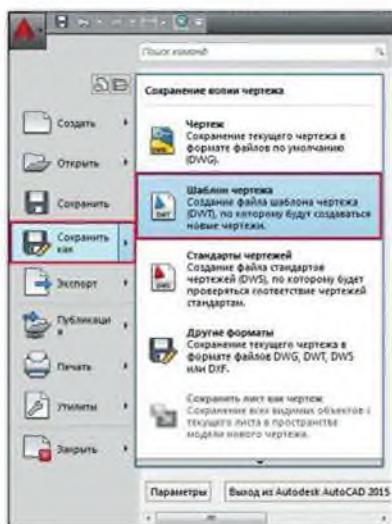 Поиск команд
Сохранение копии чертежа
Создать
Открыть
Сохранить
Сохранить
как
Экспорт
Публикаци
я
Печать
Утилиты
Закрыть
Чертеж
Сохранение текущего чертежа в
формате файлов по умолчанию
(DWG).
DWG
Шаблон чертежа
Создание файла шаблона чертежа
(DWT), по которому будут создаваться
новые чертежи.
DWT
Стандарты чертежей
Создание файла стандартов
чертежей (DWS), по которому будет
проверяться соответствие чертежей
стандартам.
DWS
Другие форматы
Сохранение текущего чертежа в
формате файлов DWG, DWT, DWS
или DXF.
Сохранить лист как чертеж
Сохранение всех видимых объектов с
текущего листа в пространстве
модели нового чертежа.
Параметры
Выход из Autodesk AutoCAD 2015